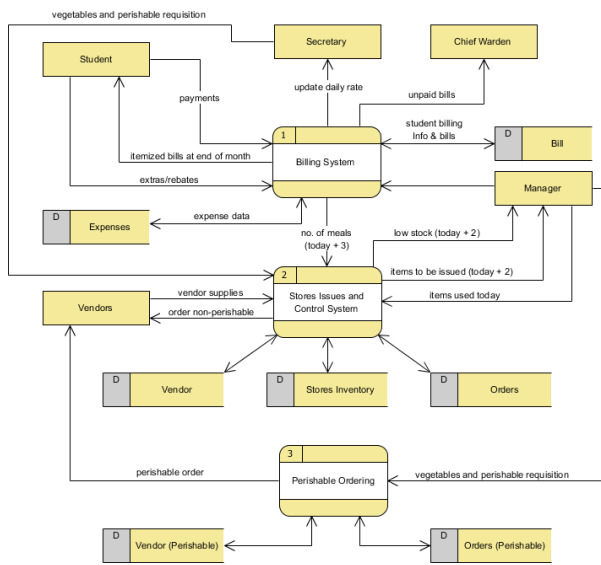 vegetables and perishable requisition
Secretary
Chief Warden
Student
update daily rate
unpaid bills
payments
1
student billing
Info & bills
D
Bill
Billing System
itemized bills at end of month
extras/rebates
Manager
D
Expenses
expense data
no. of meals
(today + 3)
low stock (today + 2)
2
items to be issued (today + 2)
Vendors
vendor supplies
Stores Issues and
Control System
items used today
order non-perishable
D
Vendor
D
Stores Inventory
D
Orders
3
perishable order
Perishable Ordering
vegetables and perishable requisition
D
Vendor (Perishable)
D
Orders (Perishable)